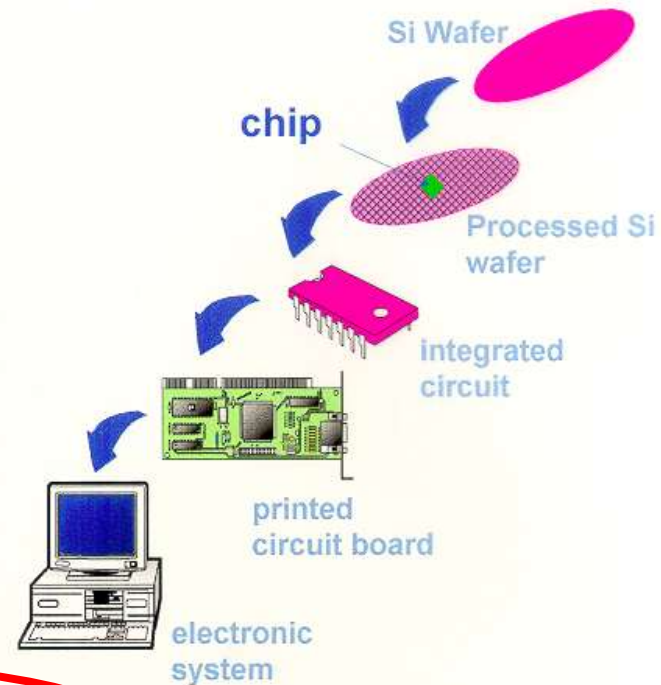 Si Wafer
chip
Processed Si
wafer
integrated
circuit
printed
circuit board
electronic
system